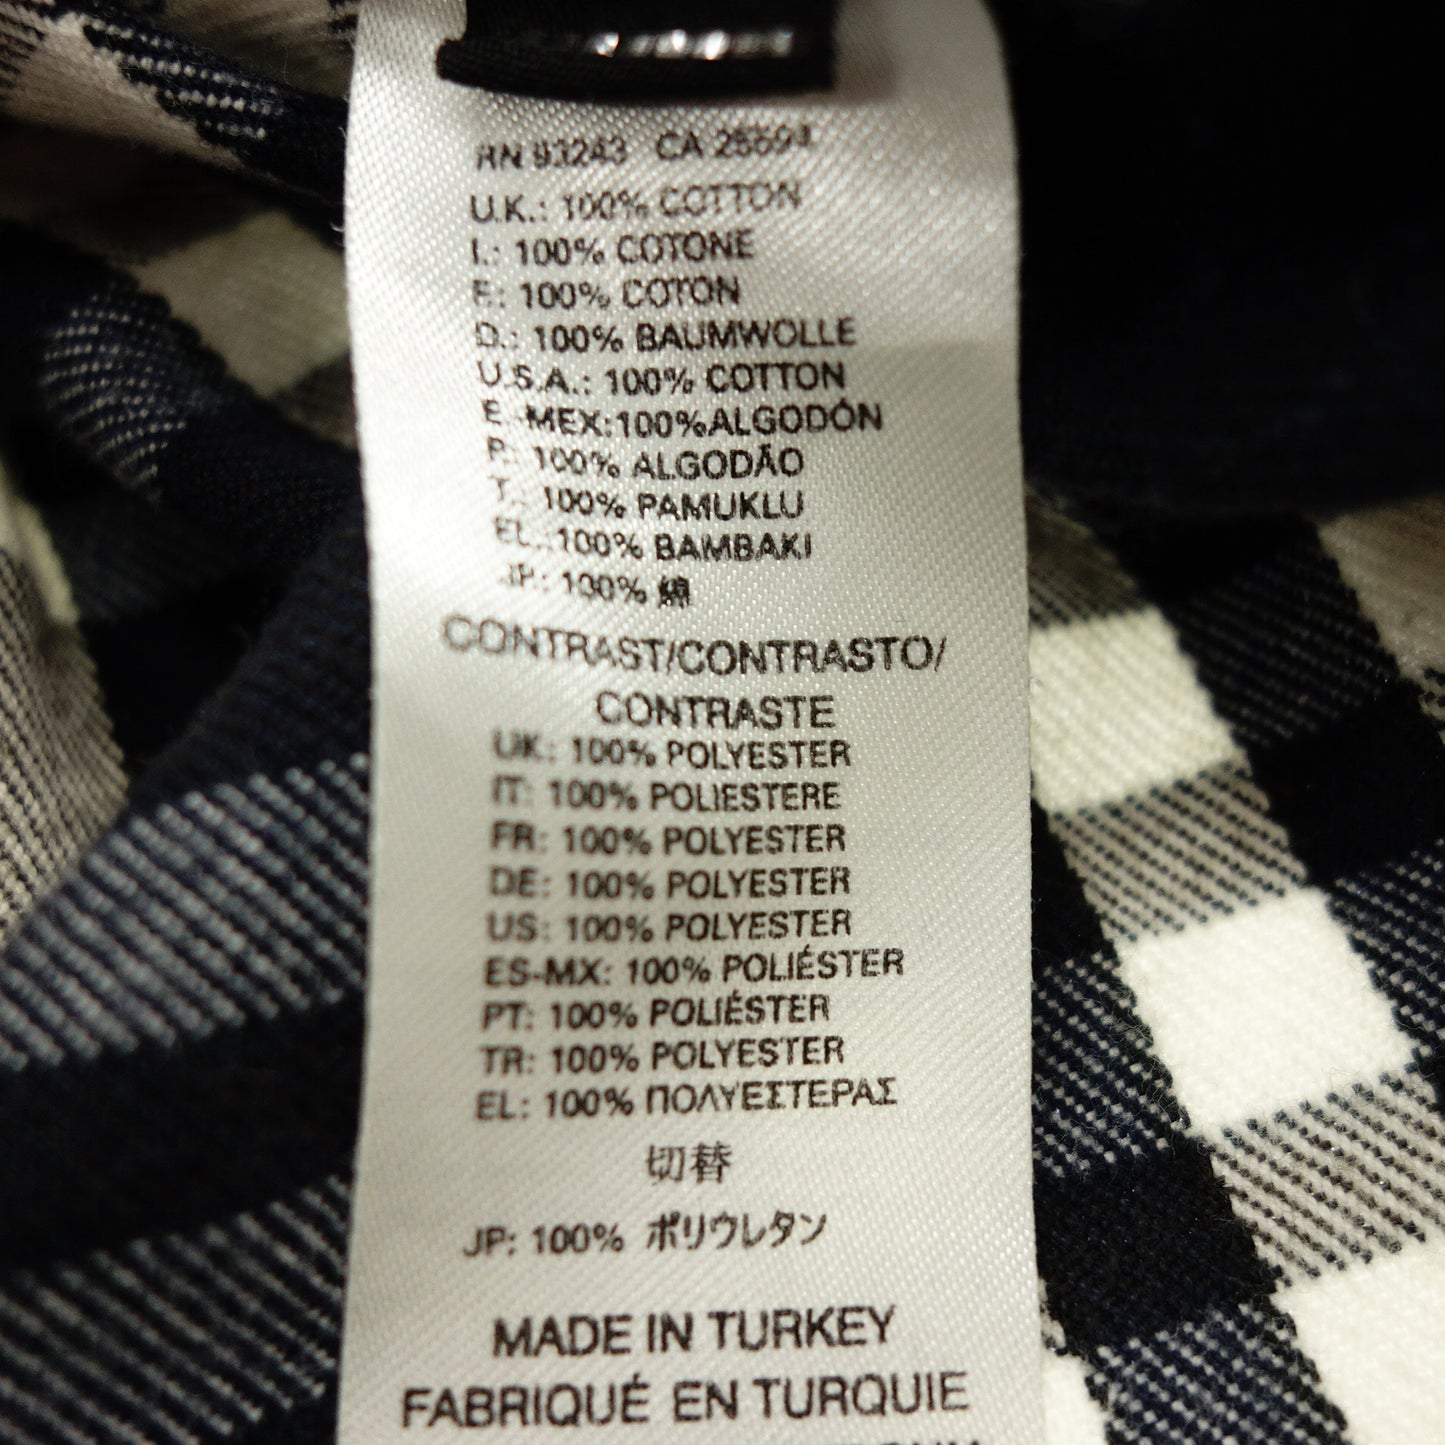 RN 93243 CA 25694
U.K.: 100% COTTON
I.: 100% COTONE
F.: 100% COTON
D.: 100% BAUMWOLLE
U.S.A.: 100% COTTON
E-MEX:100%ALGODÓN
P.: 100% ALGODÃO
T.: 100% PAMUKLU
EL.:100% BAMBAKI
JP: 100% 綿
CONTRAST/CONTRASTO/
CONTRASTE
UK: 100% POLYESTER
IT: 100% POLIESTERE
FR: 100% POLYESTER
DE: 100% POLYESTER
US: 100% POLYESTER
ES-MX: 100% POLIÉSTER
PT: 100% POLIÉSTER
TR: 100% POLYESTER
EL: 100% ΠΟΛΥΕΣΤΕΡΑΣ
切替
JP: 100% ポリウレタン
MADE IN TURKEY
FABRIQUÉ EN TURQUIE